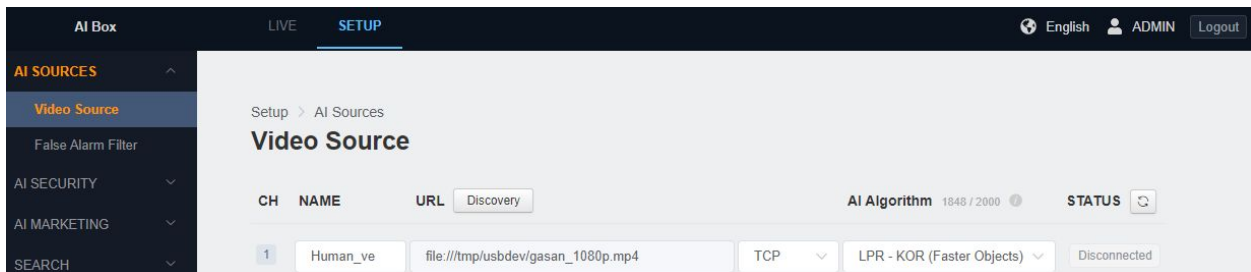 AI Box LIVE SETUP English ADMIN Logout
AI SOURCES
Video Source
False Alarm Filter
AI SECURITY
AI MARKETING
SEARCH
Setup > AI Sources
Video Source
CH NAME URL Discovery AI Algorithm 1848 / 2000 STATUS
1 Human_ve file:///tmp/usbdev/gasan_1080p.mp4 TCP LPR - KOR (Faster Objects) Disconnected